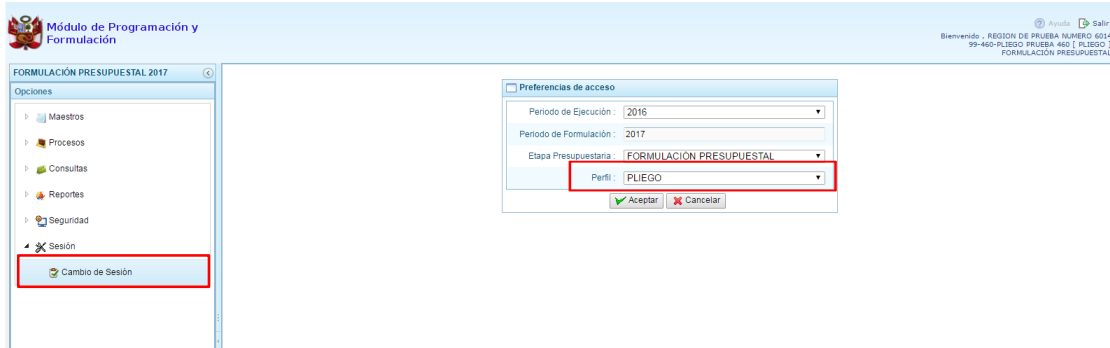 Módulo de Programación y
Formulación
Ayuda Salir
Bienvenido , REGION DE PRUEBA NUMERO 6014
99-460-PLIEGO PRUEBA 460 [ PLIEGO ]
FORMULACIÓN PRESUPUESTAL
FORMULACIÓN PRESUPUESTAL 2017
Opciones
Maestros
Procesos
Consultas
Reportes
Seguridad
Sesión
Cambio de Sesión
Preferencias de acceso
Periodo de Ejecución : 2016
Periodo de Formulación : 2017
Etapa Presupuestaria : FORMULACIÓN PRESUPUESTAL
Perfil : PLIEGO
Aceptar Cancelar